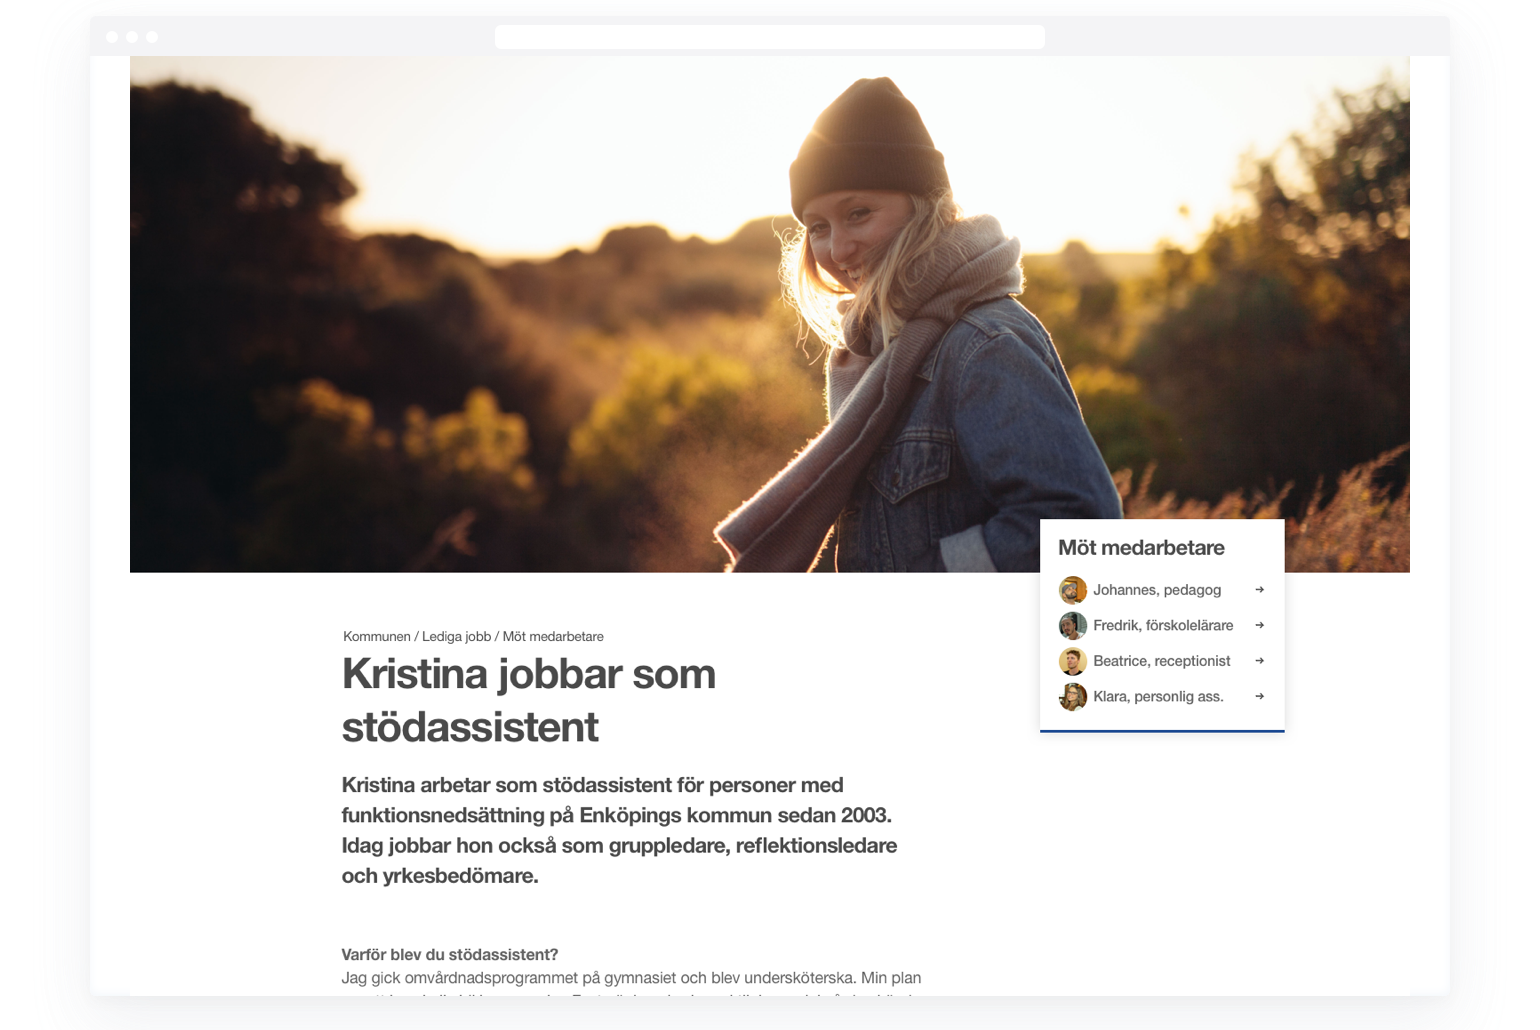 Möt medarbetare
Johannes, pedagog
Fredrik, förskolelärare
Beatrice, receptionist
Klara, personlig ass.
Kommunen / Lediga jobb / Möt medarbetare
Kristina jobbar som
stödassistent
Kristina arbetar som stödassistent för personer med
funktionsnedsättning på Enköpings kommun sedan 2003.
Idag jobbar hon också som gruppledare, reflektionsledare
och yrkesbedömare.
Varför blev du stödassistent?
Jag gick omvårdnadsprogrammet på gymnasiet och blev undersköterska. Min plan